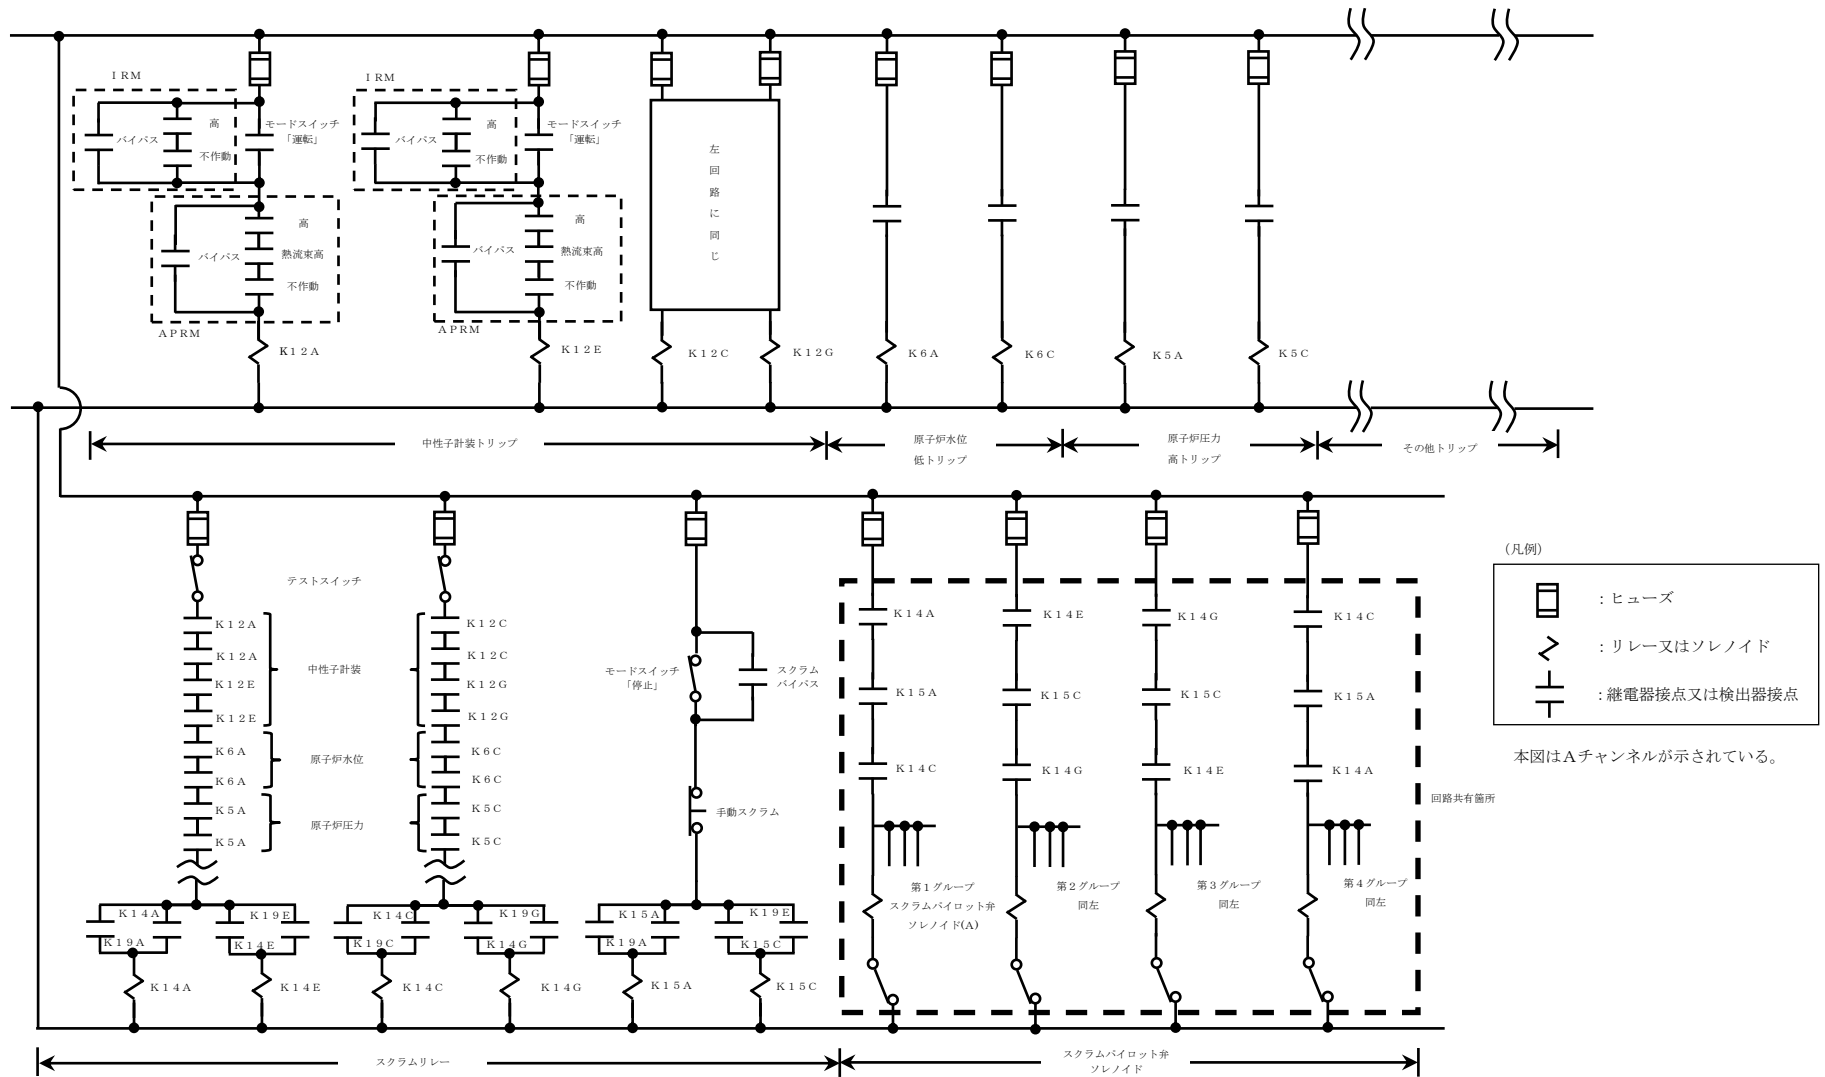 IRM
高
バイパス
不作動
モードスイッチ
「運転」
高
バイパス
熱流束高
不作動
APRM
K12A
IRM
高
バイパス
不作動
モードスイッチ
「運転」
高
バイパス
熱流束高
不作動
APRM
K12E
左回路に同じ
K12C
K12G
K6A
K6C
K5A
K5C
中性子計装トリップ
原子炉水位
低トリップ
原子炉圧力
高トリップ
その他トリップ
テストスイッチ
K12A
K12A
K12E
K12E
K6A
K6A
K5A
K5A
中性子計装
原子炉水位
原子炉圧力
K12C
K12C
K12G
K12G
K6C
K6C
K5C
K5C
モードスイッチ
「停止」
スクラム
バイパス
手動スクラム
K14A
K19E
K19A
K14E
K14C
K19G
K19C
K14G
K15A
K19E
K19A
K15C
K14A
K14E
K14C
K14G
K15A
K15C
K14A
K15A
K14C
第1グループ
スクラムパイロット弁
ソレノイド(A)
K14E
K15C
K14G
第2グループ
同左
K14G
K15C
K14E
第3グループ
同左
K14C
K15A
K14A
第4グループ
同左
回路共有箇所
スクラムリレー
スクラムパイロット弁
ソレノイド
(凡例)
：ヒューズ
：リレー又はソレノイド
：継電器接点又は検出器接点
本図はAチャンネルが示されている。